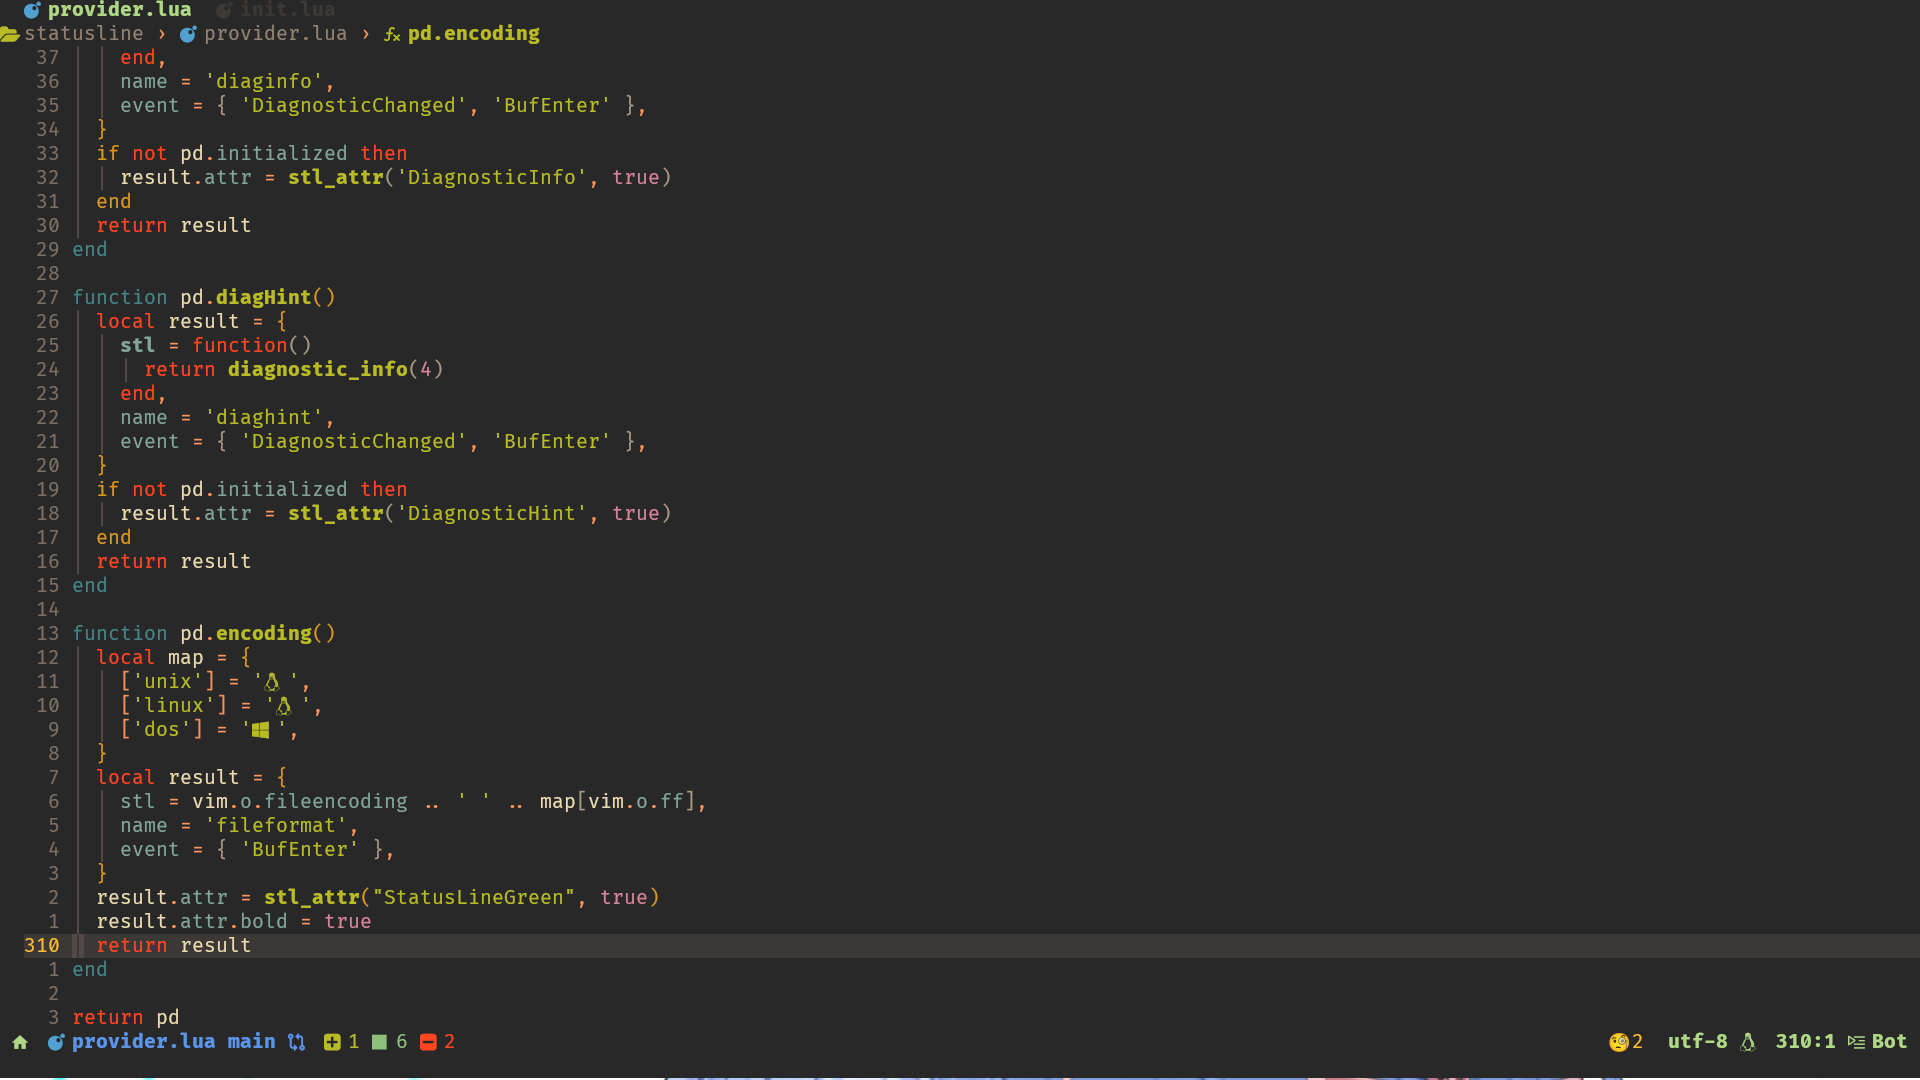 provider.lua init.lua
statusline › provider.lua › fx pd.encoding
37 end,
36 name = 'diaginfo',
35 event = { 'DiagnosticChanged', 'BufEnter' },
34 }
33 if not pd.initialized then
32 result.attr = stl_attr('DiagnosticInfo', true)
31 end
30 return result
29 end
28
27 function pd.diagHint()
26 local result = {
25 stl = function()
24 return diagnostic_info(4)
23 end,
22 name = 'diaghint',
21 event = { 'DiagnosticChanged', 'BufEnter' },
20 }
19 if not pd.initialized then
18 result.attr = stl_attr('DiagnosticHint', true)
17 end
16 return result
15 end
14
13 function pd.encoding()
12 local map = {
11 ['unix'] = ' ',
10 ['linux'] = ' ',
9 ['dos'] = ' ',
8 }
7 local result = {
6 stl = vim.o.fileencoding .. ' ' .. map[vim.o.ff],
5 name = 'fileformat',
4 event = { 'BufEnter' },
3 }
2 result.attr = stl_attr("StatusLineGreen", true)
1 result.attr.bold = true
310 return result
1 end
2
3 return pd
provider.lua main 1 6 2 2 utf-8 310:1 Bot